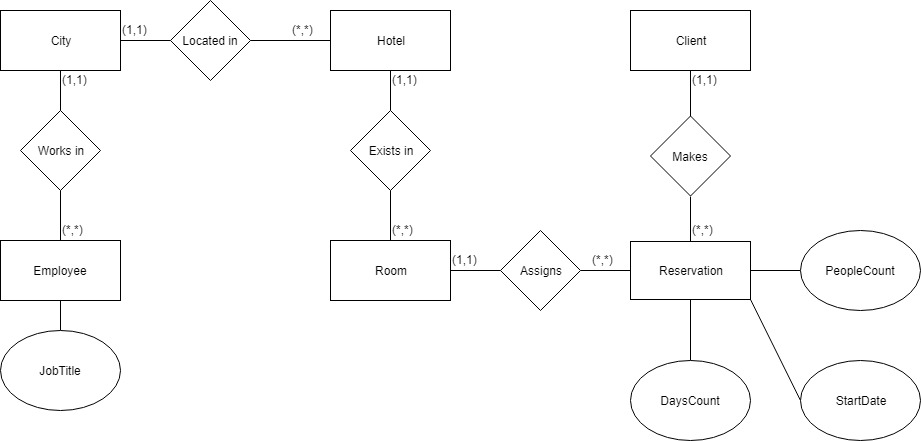 City
(1,1)
Located in
(*,*)
Hotel
Client
(1,1)
(1,1)
(1,1)
Works in
Exists in
Makes
(*,*)
(*,*)
(*,*)
Employee
Room
(1,1)
Assigns
(*,*)
Reservation
PeopleCount
JobTitle
DaysCount
StartDate